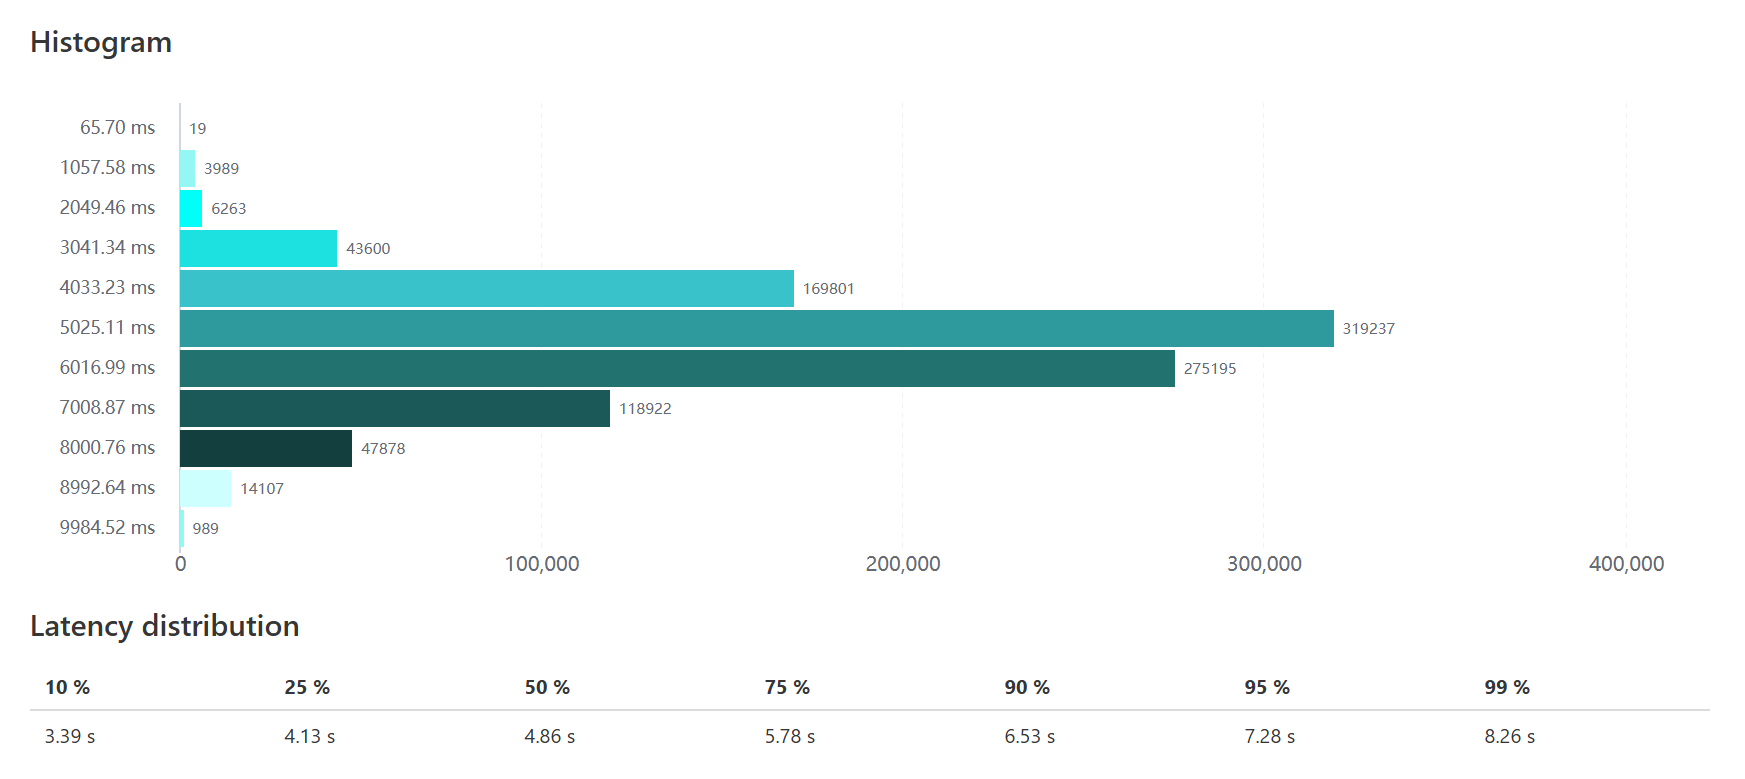 Histogram
65.70 ms 19
1057.58 ms 3989
2049.46 ms 6263
3041.34 ms 43600
4033.23 ms 169801
5025.11 ms 319237
6016.99 ms 275195
7008.87 ms 118922
8000.76 ms 47878
8992.64 ms 14107
9984.52 ms 989
0 100,000 200,000 300,000 400,000
Latency distribution
10 % 25 % 50 % 75 % 90 % 95 % 99 %
3.39 s 4.13 s 4.86 s 5.78 s 6.53 s 7.28 s 8.26 s